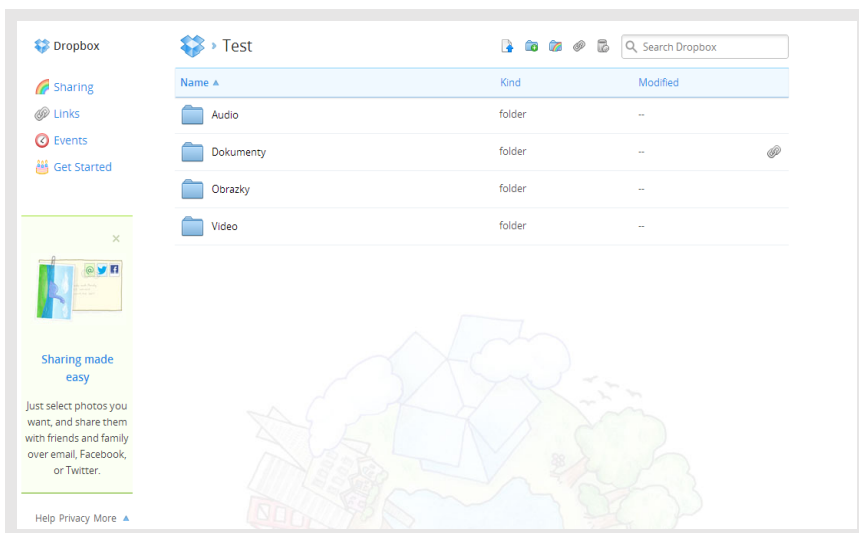 Dropbox
Sharing
Links
Events
Get Started
Sharing made
easy
Just select photos you
want, and share them
with friends and family
over email, Facebook,
or Twitter.
Help Privacy More ▲
› Test
Search Dropbox
Name ▲ Kind Modified
Audio folder --
Dokumenty folder --
Obrazky folder --
Video folder --